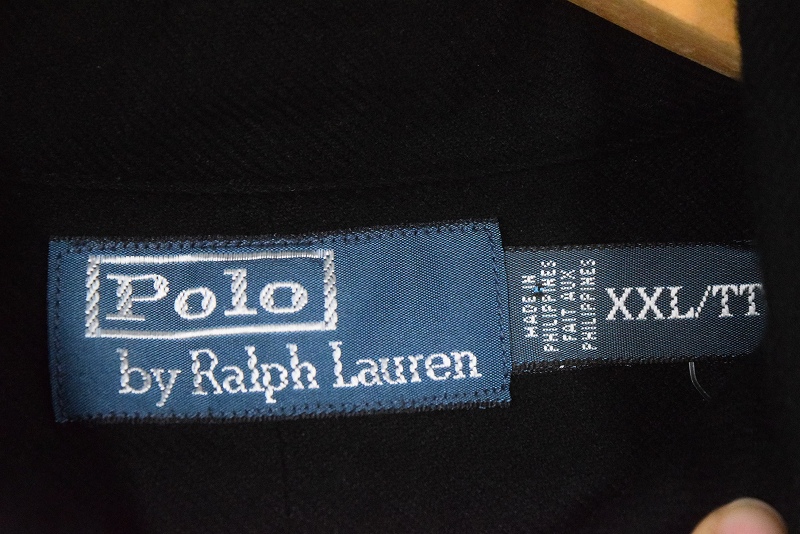 Polo
by Ralph Lauren
MADE IN
PHILIPPINES
FAIT AUX
PHILIPPINES
XXL/TT